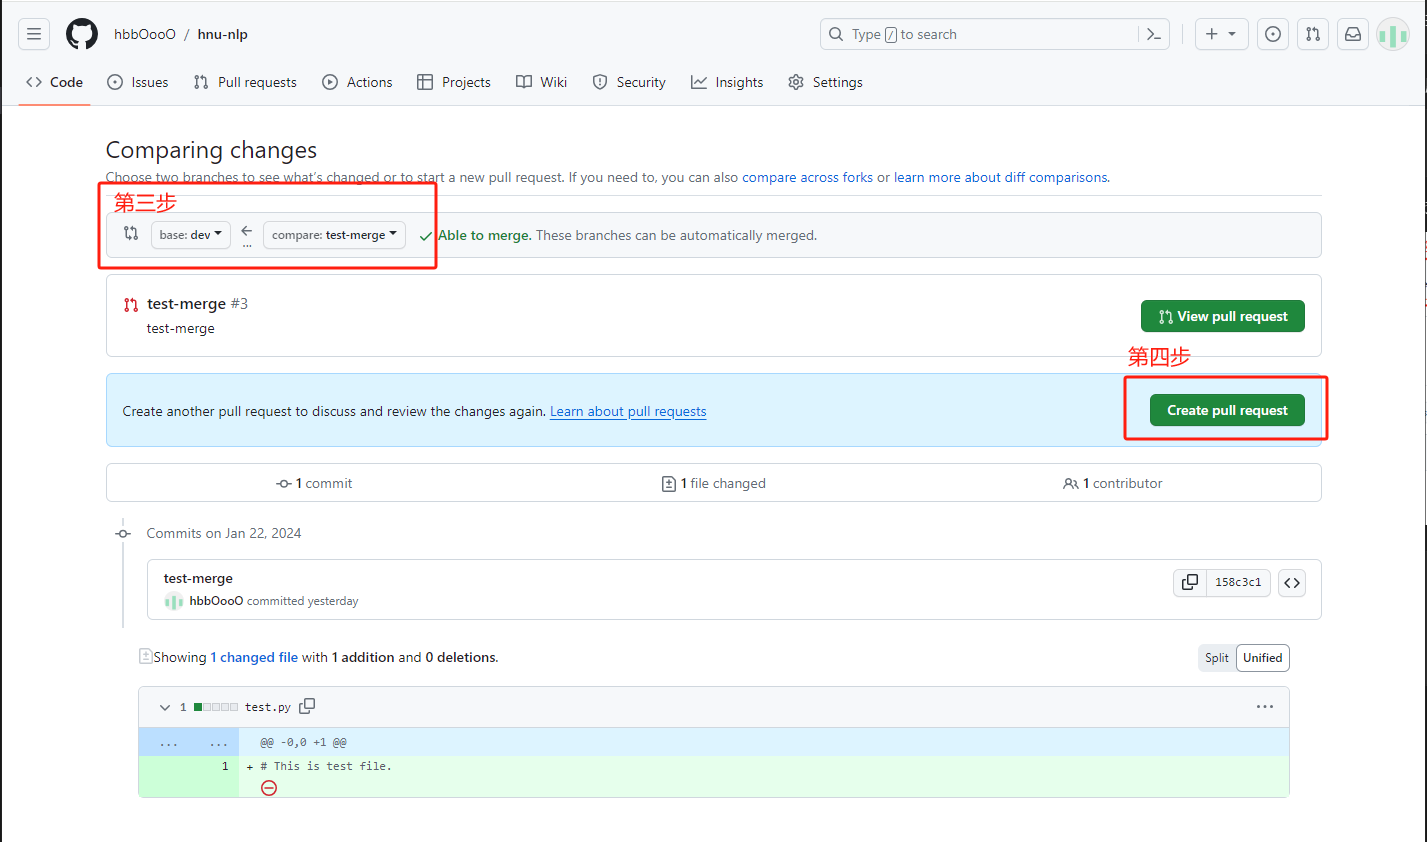 hbbOooO / hnu-nlp
Type / to search
Code
Issues
Pull requests
Actions
Projects
Wiki
Security
Insights
Settings
Comparing changes
Choose two branches to see what's changed or to start a new pull request. If you need to, you can also compare across forks or learn more about diff comparisons.
第三步
base: dev
...
compare: test-merge
Able to merge. These branches can be automatically merged.
test-merge #3
test-merge
View pull request
第四步
Create another pull request to discuss and review the changes again. Learn about pull requests
Create pull request
1 commit
1 file changed
1 contributor
Commits on Jan 22, 2024
test-merge
hbbOooO committed yesterday
158c3c1
Showing 1 changed file with 1 addition and 0 deletions.
Split
Unified
1
test.py
... ... @@ -0,0 +1 @@
1 + # This is test file.